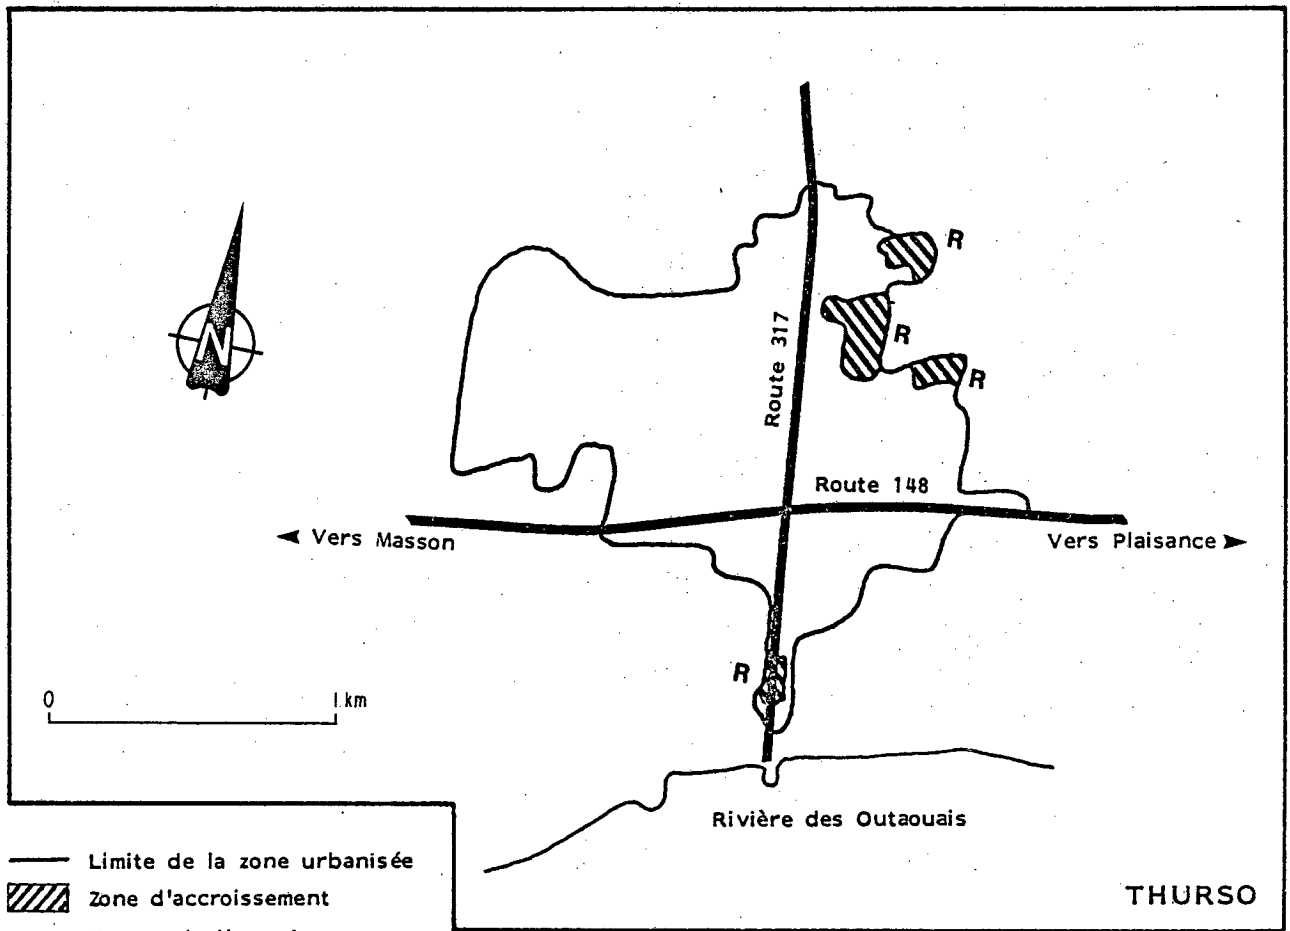 R
R
R
N
Route 317
Route 148
Vers Masson
Vers Plaisance
R
0 1 km
Rivière des Outaouais
Limite de la zone urbanisée
Zone d'accroissement
THURSO